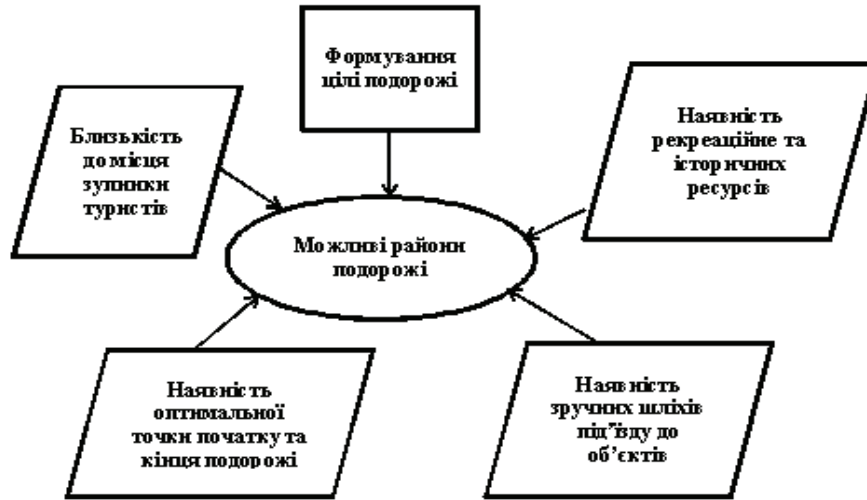 Формування
цілі подорожі
Близькість
до місця
зупинки
туристів
Наявність
рекреаційне та
історичних
ресурсів
Можливі райони
подорожі
Наявність
оптимальної
точки початку та
кінця подорожі
Наявність
зручних шліхів
під"їзду до
об’єктів